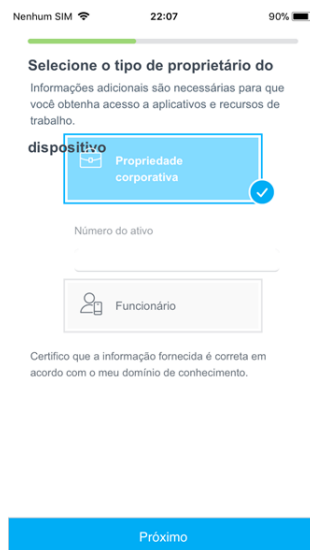 Nenhum SIM 22:07 90%
Selecione o tipo de proprietário do
Informações adicionais são necessárias para que
você obtenha acesso a aplicativos e recursos de
trabalho.
dispositivo
Propriedade
corporativa
Número do ativo
Funcionário
Certifico que a informação fornecida é correta em
acordo com o meu domínio de conhecimento.
Próximo